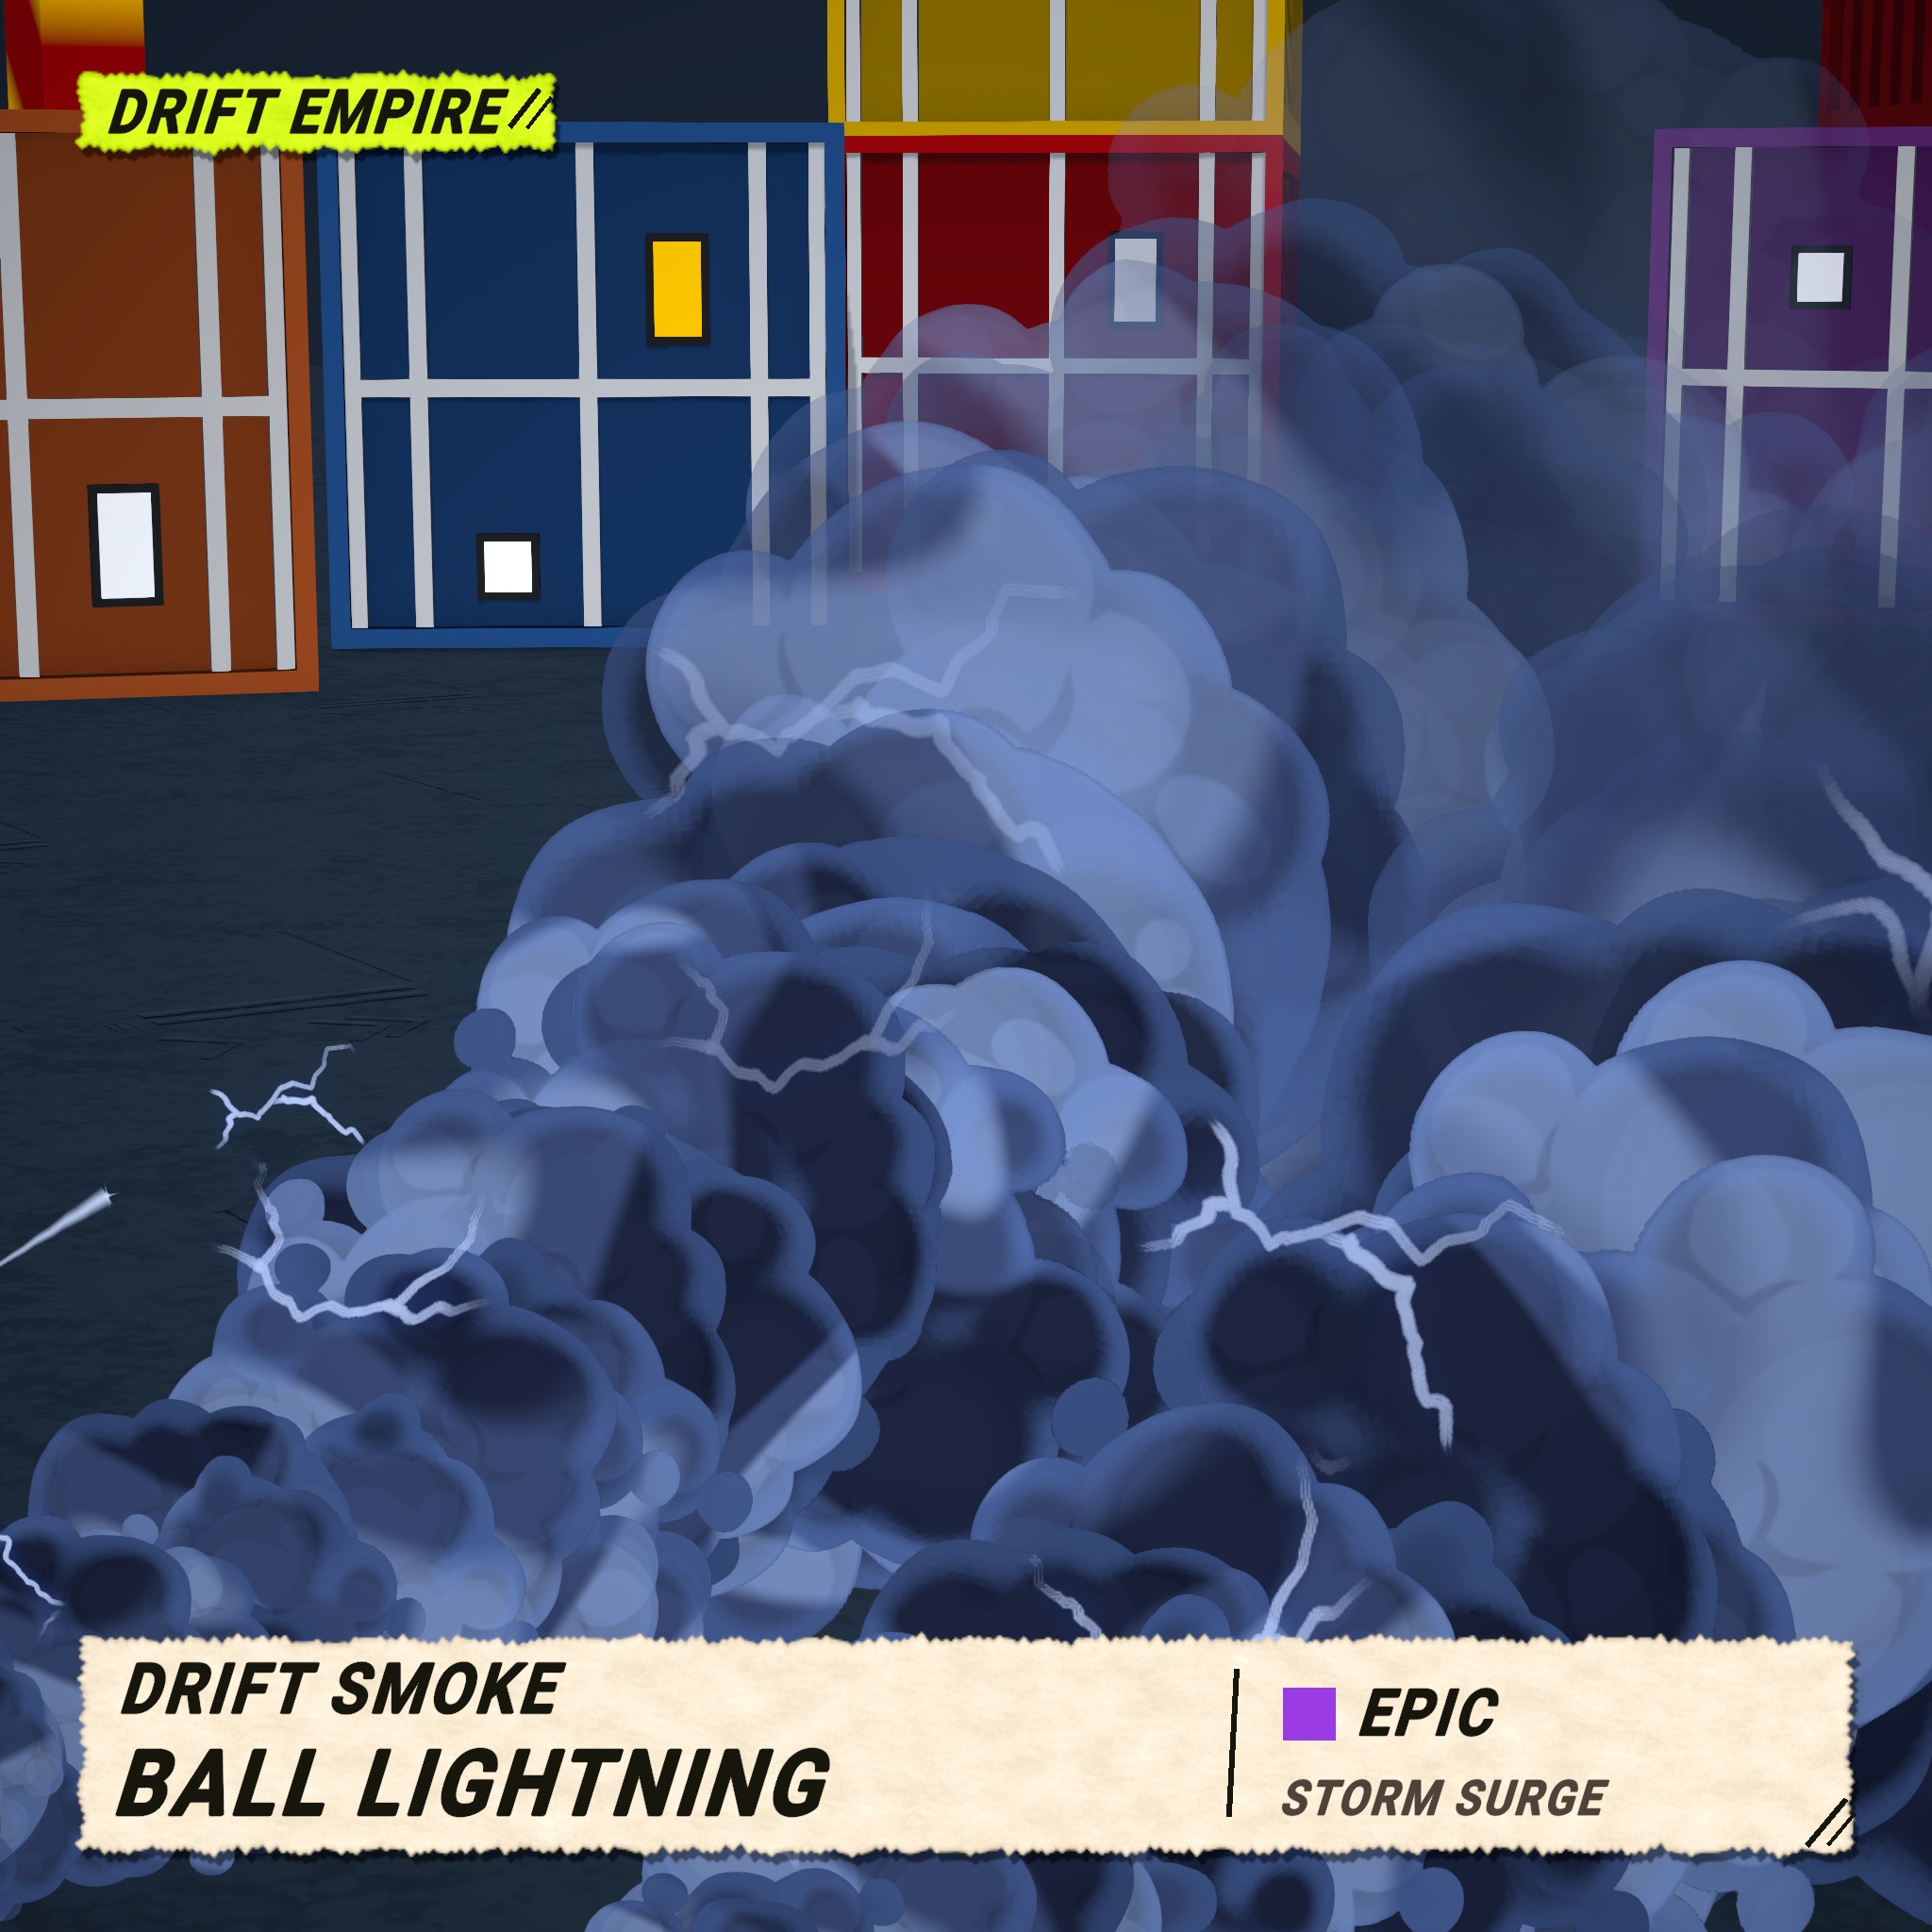 DRIFT EMPIRE//
DRIFT SMOKE
BALL LIGHTNING
EPIC
STORM SURGE